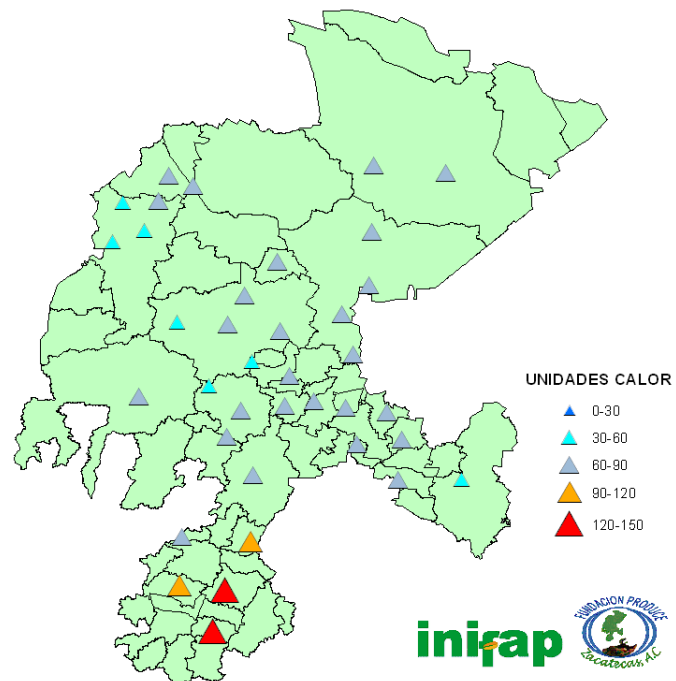 UNIDADES CALOR
0-30
30-60
60-90
90-120
120-150
inifap
FUNDACION PRODUCE
Zacatecas, A.C